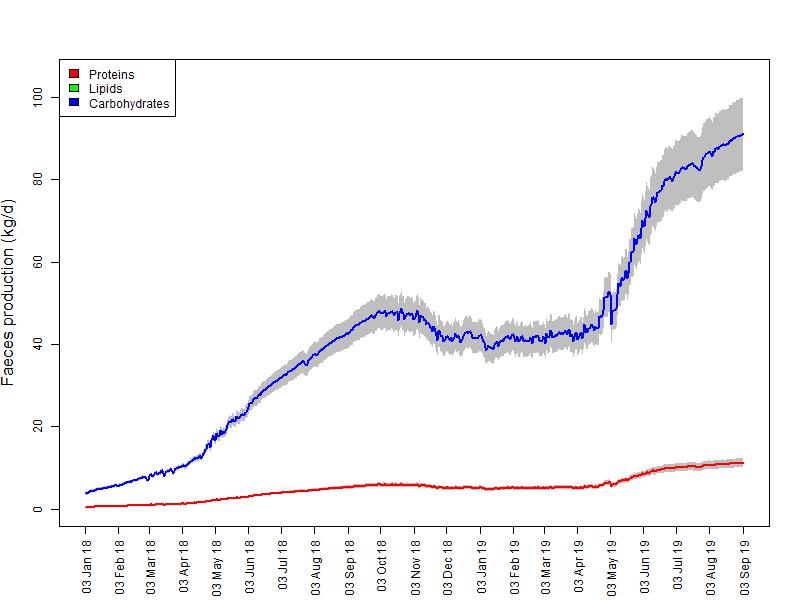 Proteins
Lipids
Carbohydrates
Faeces production (kg/d)
100
80
60
40
20
0
03 Jan 18
03 Feb 18
03 Mar 18
03 Apr 18
03 May 18
03 Jun 18
03 Jul 18
03 Aug 18
03 Sep 18
03 Oct 18
03 Nov 18
03 Dec 18
03 Jan 19
03 Feb 19
03 Mar 19
03 Apr 19
03 May 19
03 Jun 19
03 Jul 19
03 Aug 19
03 Sep 19